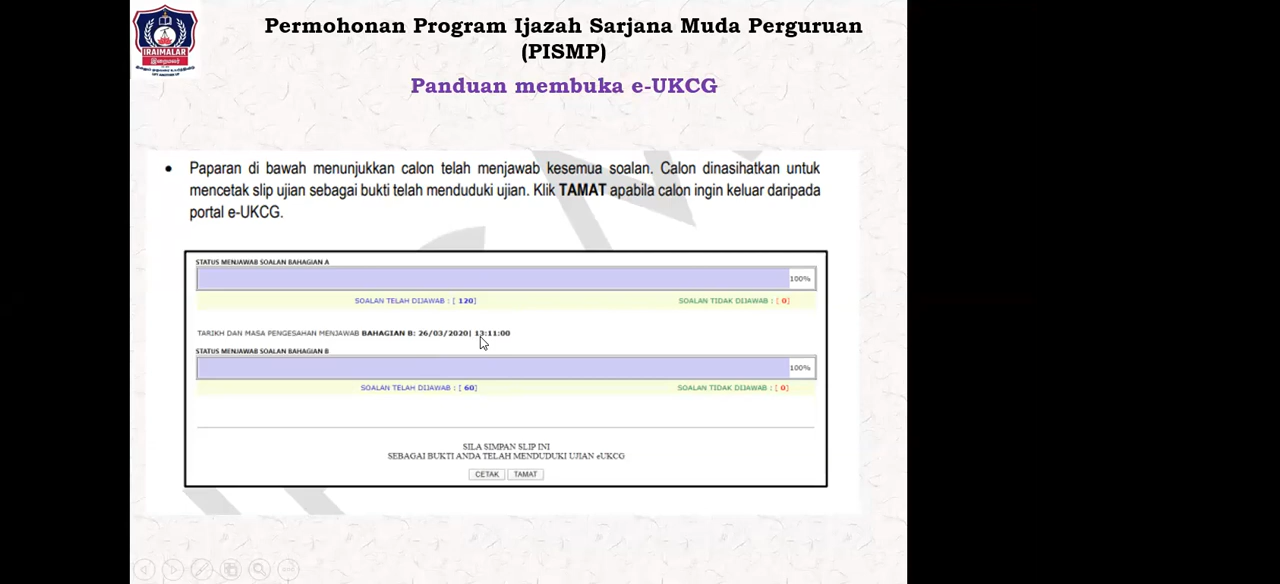 IRAIMALAR
இறைமலர்
Permohonan Program Ijazah Sarjana Muda Perguruan
(PISMP)
Panduan membuka e-UKCG
• Paparan di bawah menunjukkan calon telah menjawab kesemua soalan. Calon dinasihatkan untuk
mencetak slip ujian sebagai bukti telah menduduki ujian. Klik TAMAT apabila calon ingin keluar daripada
portal e-UKCG.
STATUS MENJAWAB SOALAN BAHAGIAN A
100%
SOALAN TELAH DIJAWAB : [ 120] SOALAN TIDAK DIJAWAB : [ 0]
TARIKH DAN MASA PENGESAHAN MENJAWAB BAHAGIAN B: 26/03/2020| 13:11:00
STATUS MENJAWAB SOALAN BAHAGIAN B
100%
SOALAN TELAH DIJAWAB : [ 60] SOALAN TIDAK DIJAWAB : [ 0]
SILA SIMPAN SLIP INI
SEBAGAI BUKTI ANDA TELAH MENDUDUKI UJIAN eUKCG
CETAK TAMAT